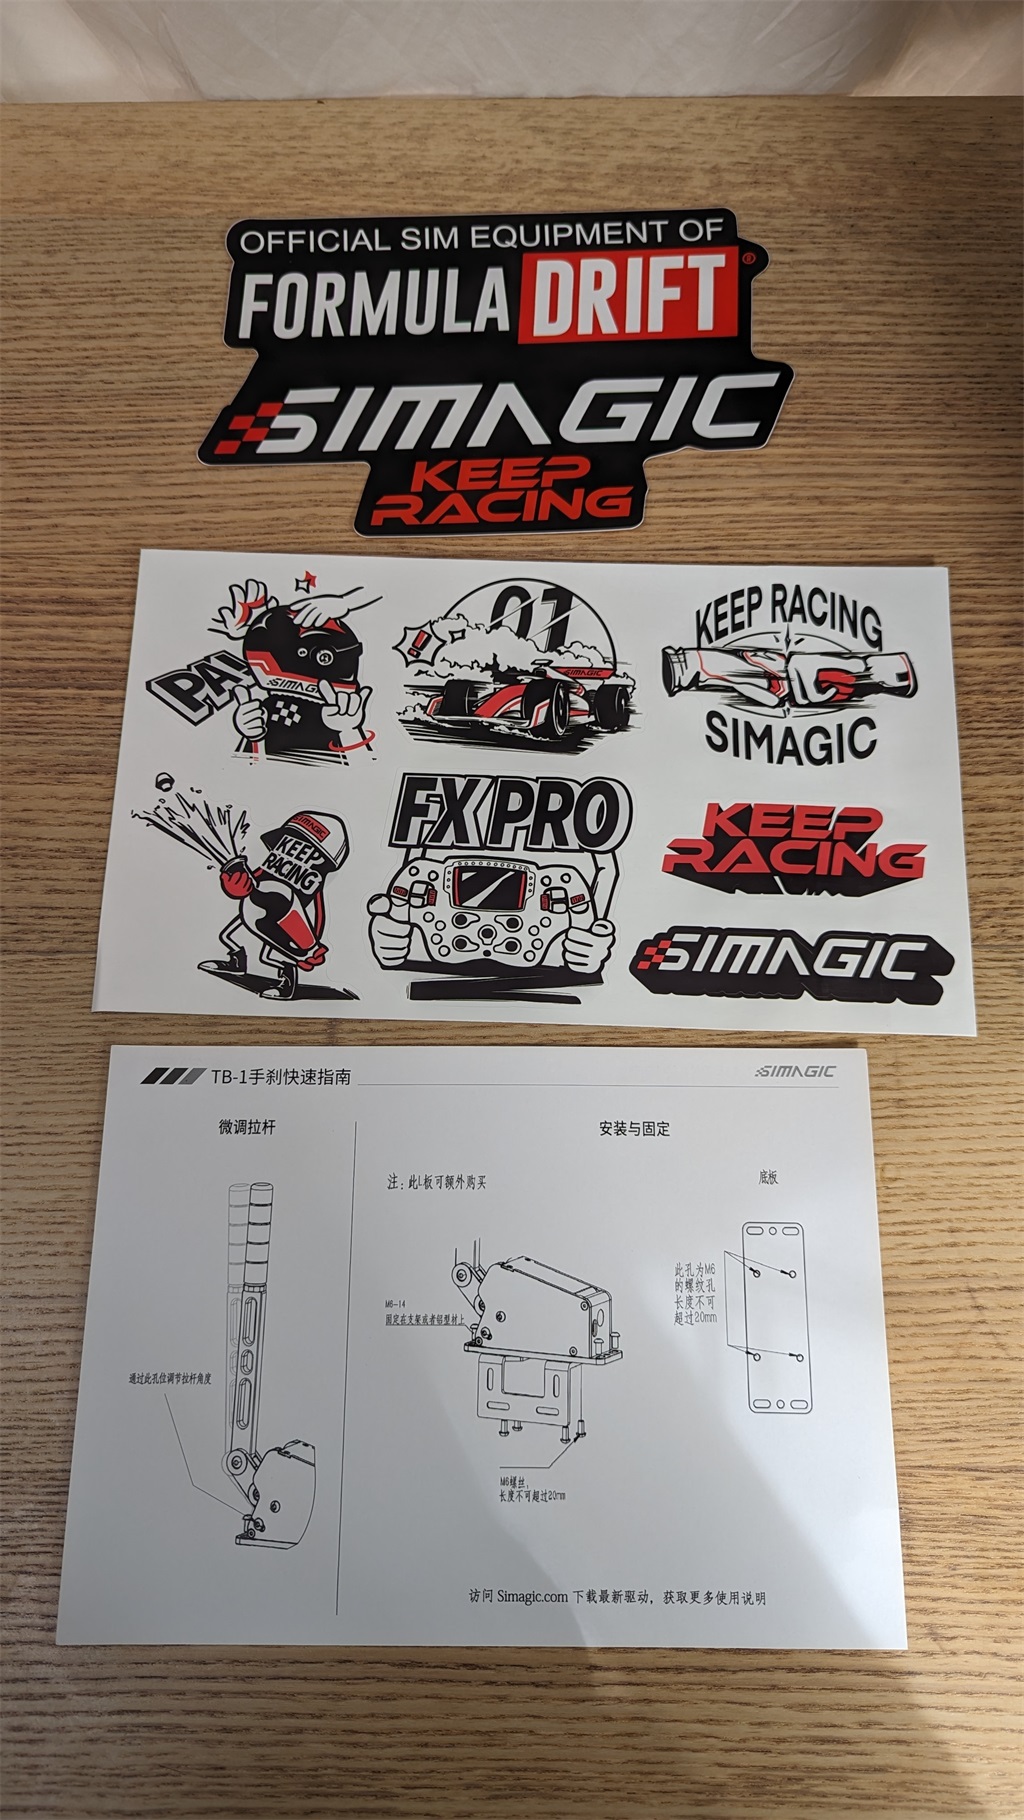 OFFICIAL SIM EQUIPMENT OF
FORMULA DRIFT®
SIMAGIC
KEEP
RACING
PA!
SIMAGIC
01
!
SIMAGIC
KEEP RACING
SIMAGIC
SIMAGIC
KEEP
RACING
FX PRO
KEEP
RACING
SIMAGIC
TB-1手刹快速指南
SIMAGIC
微调拉杆
通过此孔位调节拉杆角度
安装与固定
注：此L板可额外购买
M6-14
固定在支架或者铝型材上
M6螺丝，
长度不可超过20mm
底板
此孔为M6
的螺纹孔
长度不可
超过20mm
访问 Simagic.com 下载最新驱动，获取更多使用说明